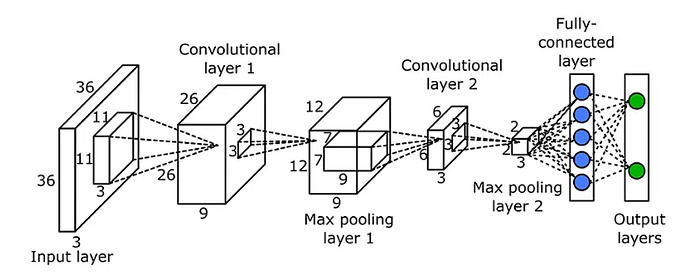 36
11
11
3
36
3
Input layer
Convolutional
layer 1
26
3
3
26
9
12
7
7
9
12
Max pooling
layer 1
Convolutional
layer 2
6
3
3
6
3
2
2
3
Max pooling
layer 2
Fully-
connected
layer
Output
layers